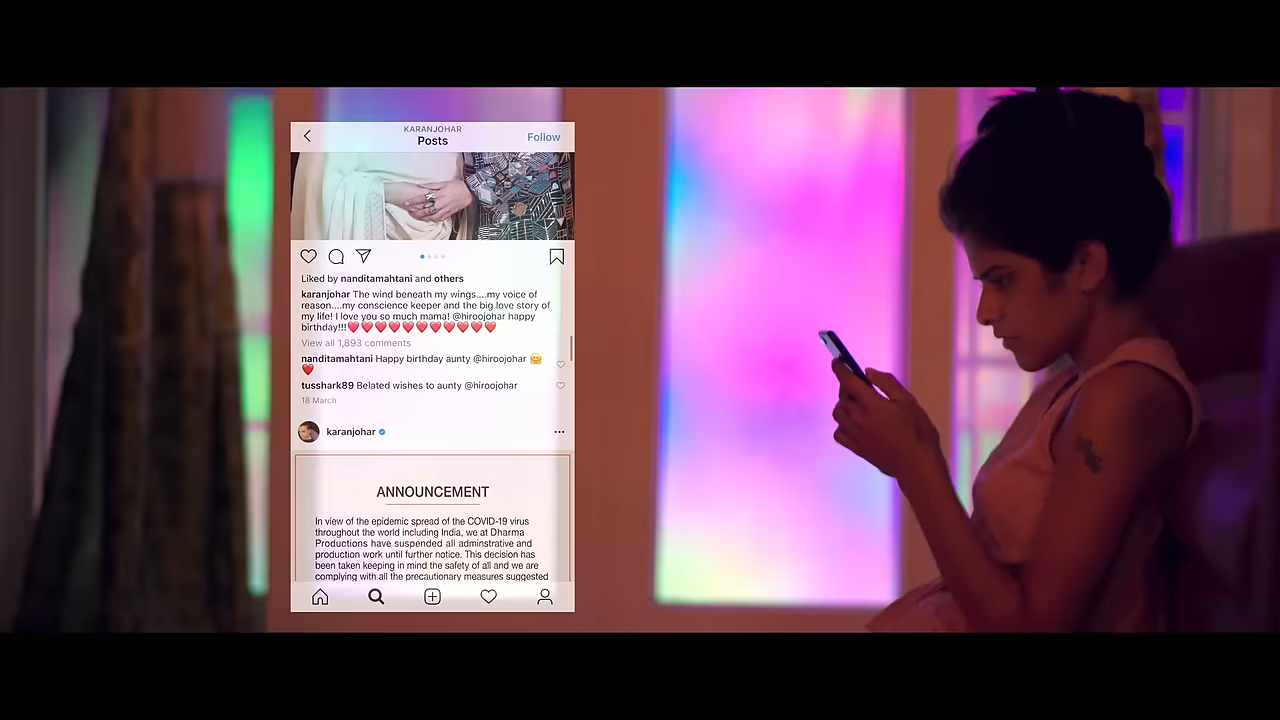 KARANJOHAR
Posts
Follow
Liked by nanditamahtani and others
karanjohar The wind beneath my wings....my voice of
reason....my conscience keeper and the big love story of
my life! I love you so much mama! @hiroojohar happy
birthday!!!❤️❤️❤️❤️❤️❤️❤️❤️❤️❤️❤️
View all 1,893 comments
nanditamahtani Happy birthday aunty @hiroojohar 🤗
❤️
tusshark89 Belated wishes to aunty @hiroojohar
18 March
karanjohar
ANNOUNCEMENT
In view of the epidemic spread of the COVID-19 virus
throughout the world including India, we at Dharma
Productions have suspended all adminstrative and
production work until further notice. This decision has
been taken keeping in mind the safety of all and we are
complying with all the precautionary measures suggested